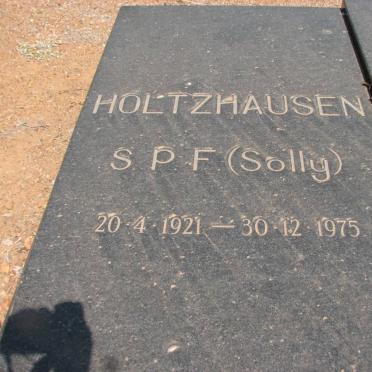 HOLTZHAUSEN
S P F (Solly)
20·4·1921 — 30·12·1975